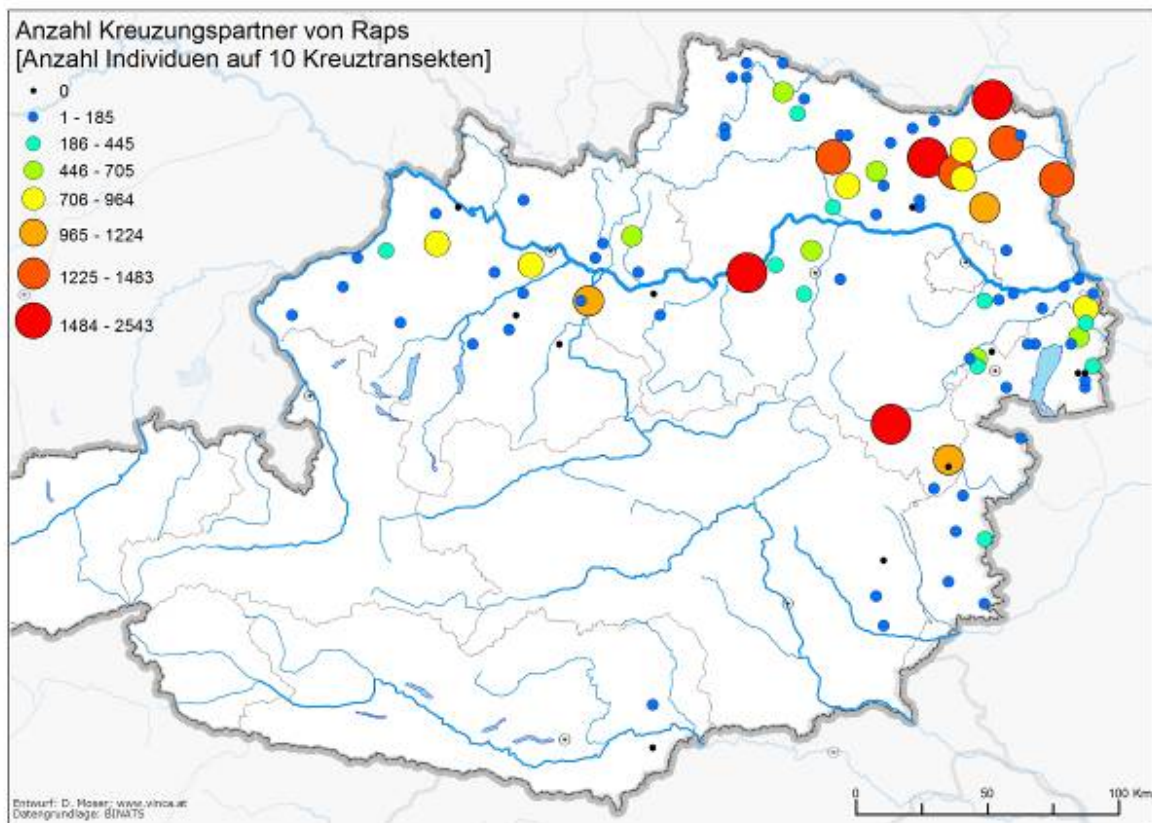 Anzahl Kreuzungspartner von Raps
[Anzahl Individuen auf 10 Kreuztransekten]
0
1 - 185
186 - 445
446 - 705
706 - 964
965 - 1224
1225 - 1483
1484 - 2543
Entwurf: D. Moser; www.vinca.at
Datengrundlage: BINATS
0 50 100 Km